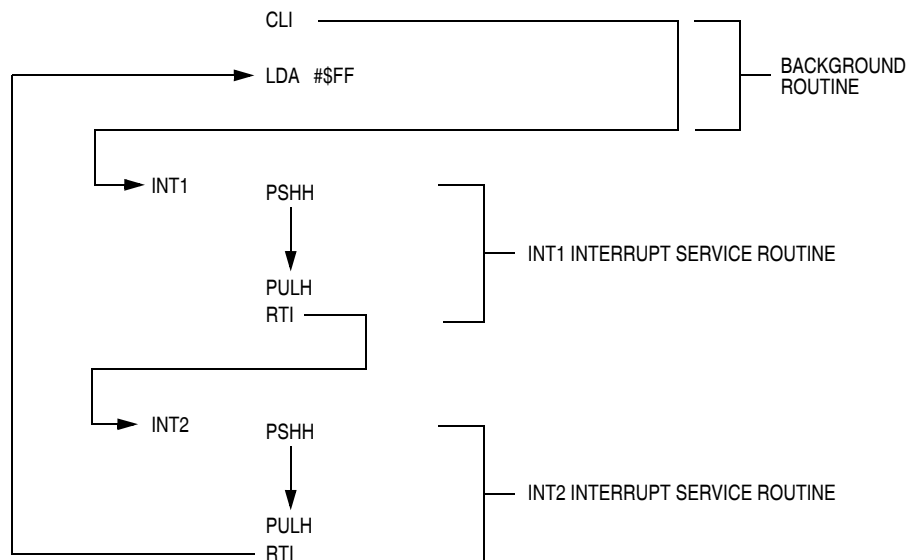 CLI
LDA #$FF
BACKGROUND
ROUTINE
INT1
PSHH
INT1 INTERRUPT SERVICE ROUTINE
PULH
RTI
INT2
PSHH
INT2 INTERRUPT SERVICE ROUTINE
PULH
RTI